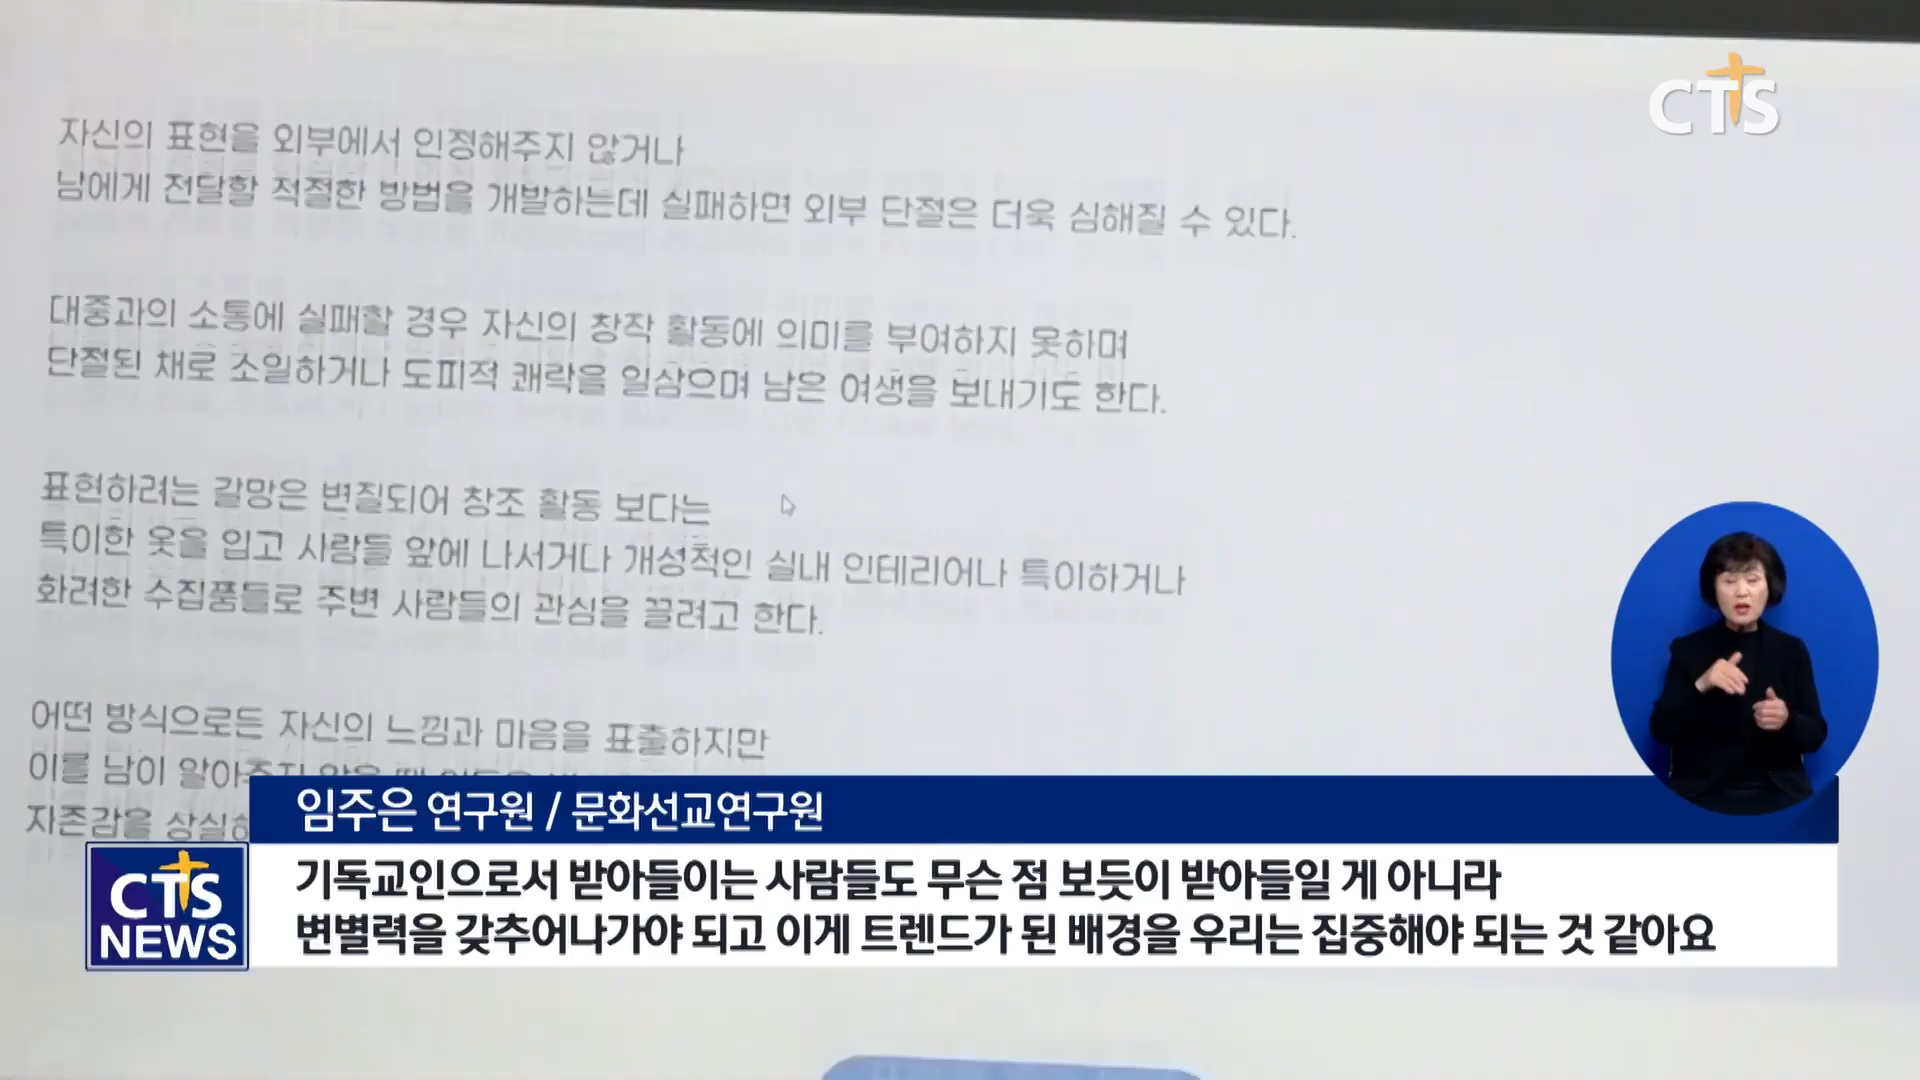 CTS
자신의 표현을 외부에서 인정해주지 않거나
남에게 전달할 적절한 방법을 개발하는데 실패하면 외부 단절은 더욱 심해질 수 있다.
대중과의 소통에 실패할 경우 자신의 창작 활동에 의미를 부여하지 못하며
단절된 채로 소일하거나 도피적 쾌락을 일삼으며 남은 여생을 보내기도 한다.
표현하려는 갈망은 변질되어 창조 활동 보다는
특이한 옷을 입고 사람들 앞에 나서거나 개성적인 실내 인테리어나 특이하거나
화려한 수집품들로 주변 사람들의 관심을 끌려고 한다.
어떤 방식으로든 자신의 느낌과 마음을 표출하지만
이를 남이
자존감을
임주은 연구원 / 문화선교연구원
CTS
NEWS
기독교인으로서 받아들이는 사람들도 무슨 점 보듯이 받아들일 게 아니라
변별력을 갖추어나가야 되고 이게 트렌드가 된 배경을 우리는 집중해야 되는 것 같아요